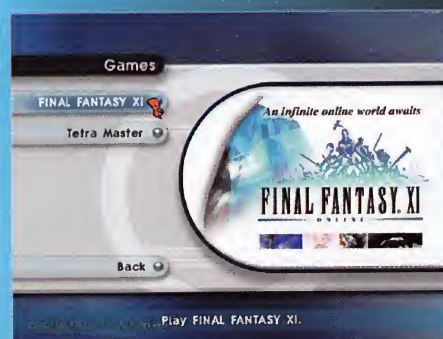 Games
FINAL FANTASY XI
Tetra Master
An infinite online world awaits
FINAL FANTASY. XI
ONLINE
Back
Play FINAL FANTASY XI.